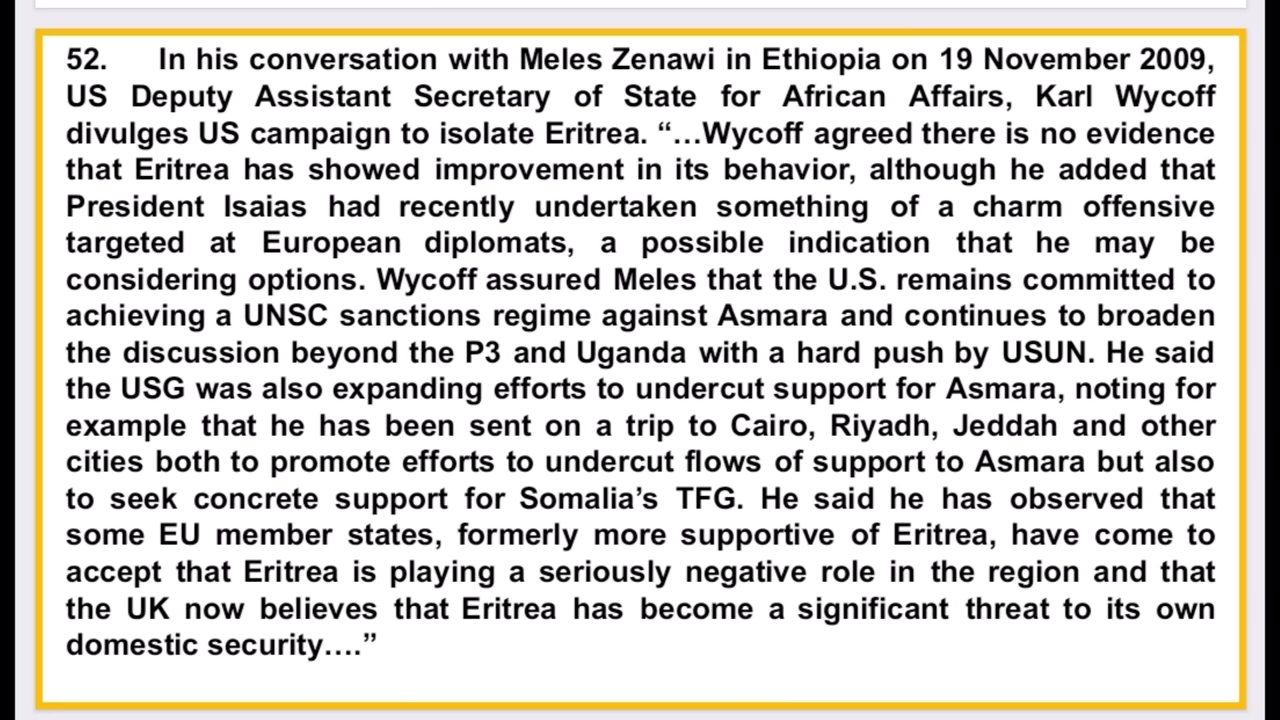 52. In his conversation with Meles Zenawi in Ethiopia on 19 November 2009,
US Deputy Assistant Secretary of State for African Affairs, Karl Wycoff
divulges US campaign to isolate Eritrea. “…Wycoff agreed there is no evidence
that Eritrea has showed improvement in its behavior, although he added that
President Isaias had recently undertaken something of a charm offensive
targeted at European diplomats, a possible indication that he may be
considering options. Wycoff assured Meles that the U.S. remains committed to
achieving a UNSC sanctions regime against Asmara and continues to broaden
the discussion beyond the P3 and Uganda with a hard push by USUN. He said
the USG was also expanding efforts to undercut support for Asmara, noting for
example that he has been sent on a trip to Cairo, Riyadh, Jeddah and other
cities both to promote efforts to undercut flows of support to Asmara but also
to seek concrete support for Somalia’s TFG. He said he has observed that
some EU member states, formerly more supportive of Eritrea, have come to
accept that Eritrea is playing a seriously negative role in the region and that
the UK now believes that Eritrea has become a significant threat to its own
domestic security….”